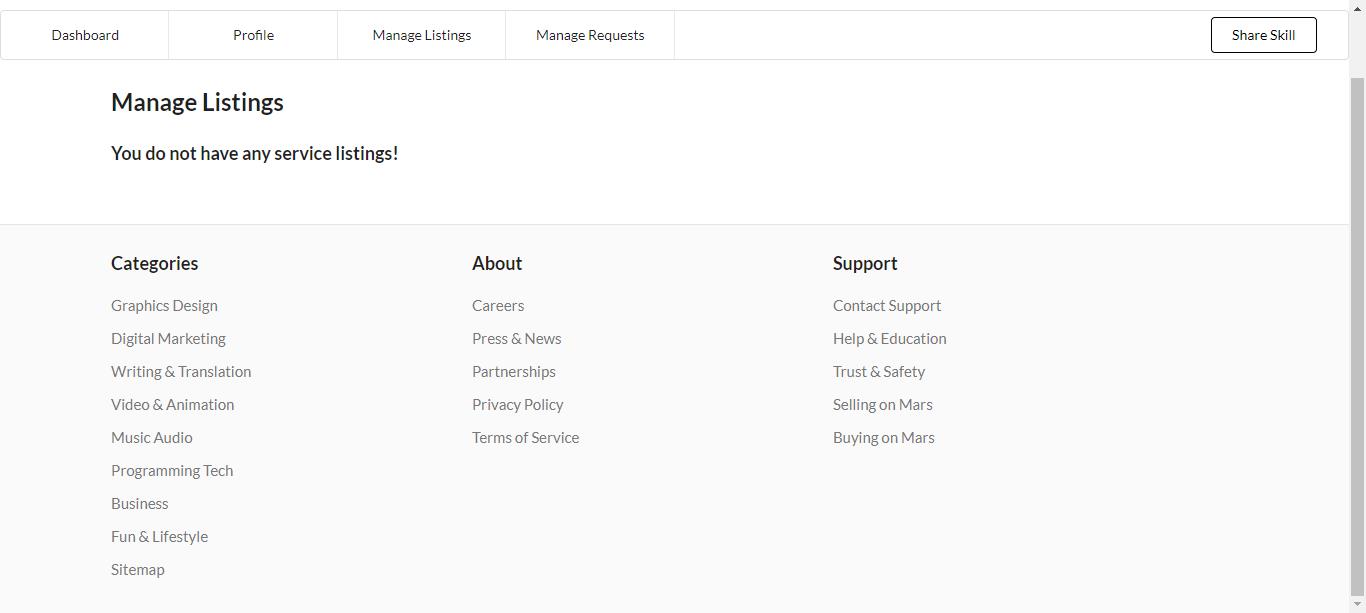 Dashboard
Profile
Manage Listings
Manage Requests
Share Skill
Manage Listings
You do not have any service listings!
Categories
Graphics Design
Digital Marketing
Writing & Translation
Video & Animation
Music Audio
Programming Tech
Business
Fun & Lifestyle
Sitemap
About
Careers
Press & News
Partnerships
Privacy Policy
Terms of Service
Support
Contact Support
Help & Education
Trust & Safety
Selling on Mars
Buying on Mars